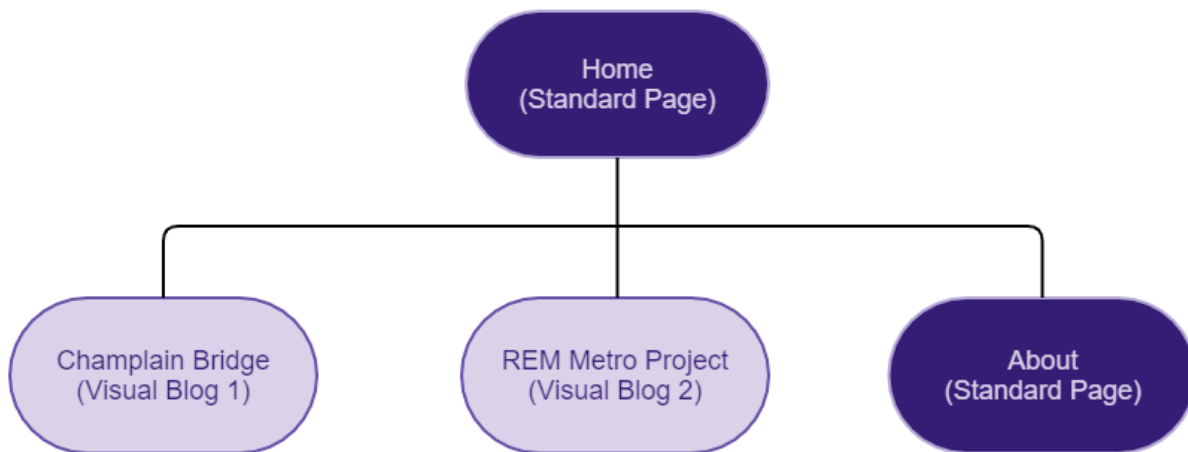 Home
(Standard Page)
Champlain Bridge
(Visual Blog 1)
REM Metro Project
(Visual Blog 2)
About
(Standard Page)